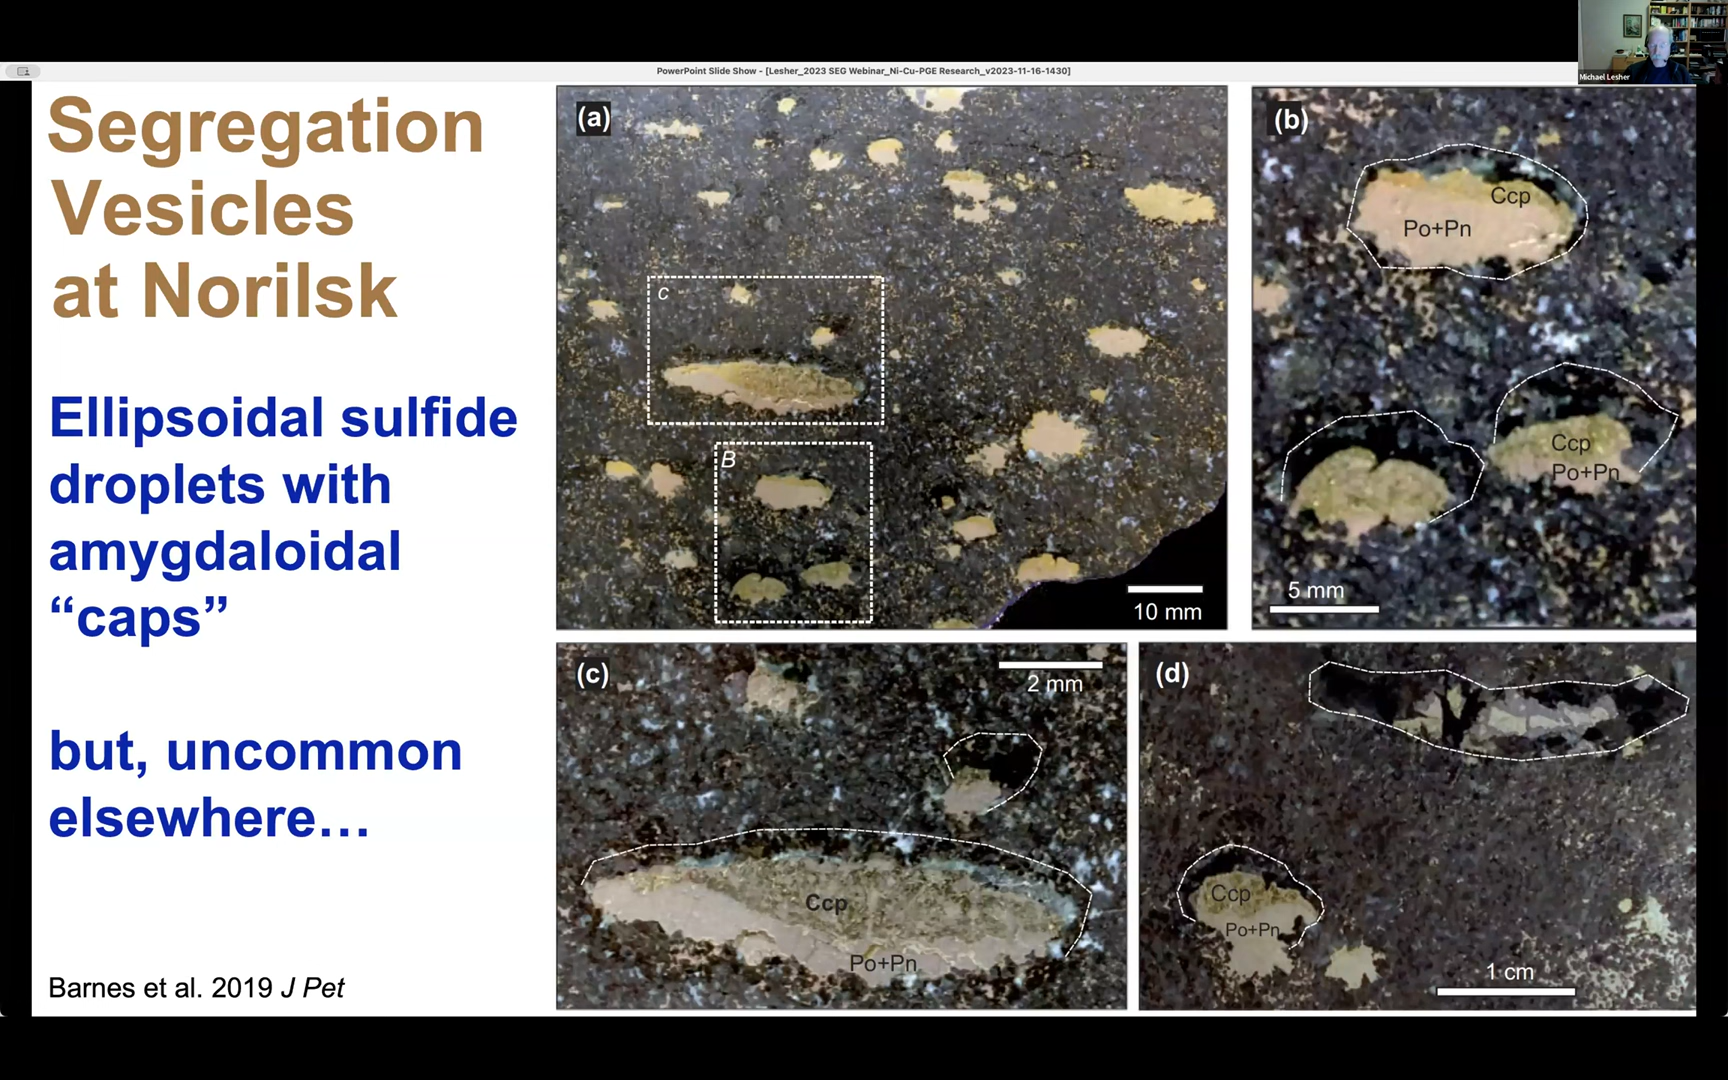 PowerPoint Slide Show - [Lesher_2023 SEG Webinar_Ni-Cu-PGE Research_v2023-11-16-1430]
Michael Lesher
Segregation
Vesicles
at Norilsk
Ellipsoidal sulfide
droplets with
amygdaloidal
“caps”
but, uncommon
elsewhere…
Barnes et al. 2019 J Pet
(a)
c
B
10 mm
(b)
Ccp
Po+Pn
Ccp
Po+Pn
5 mm
(c)
2 mm
Ccp
Po+Pn
(d)
Ccp
Po+Pn
1 cm